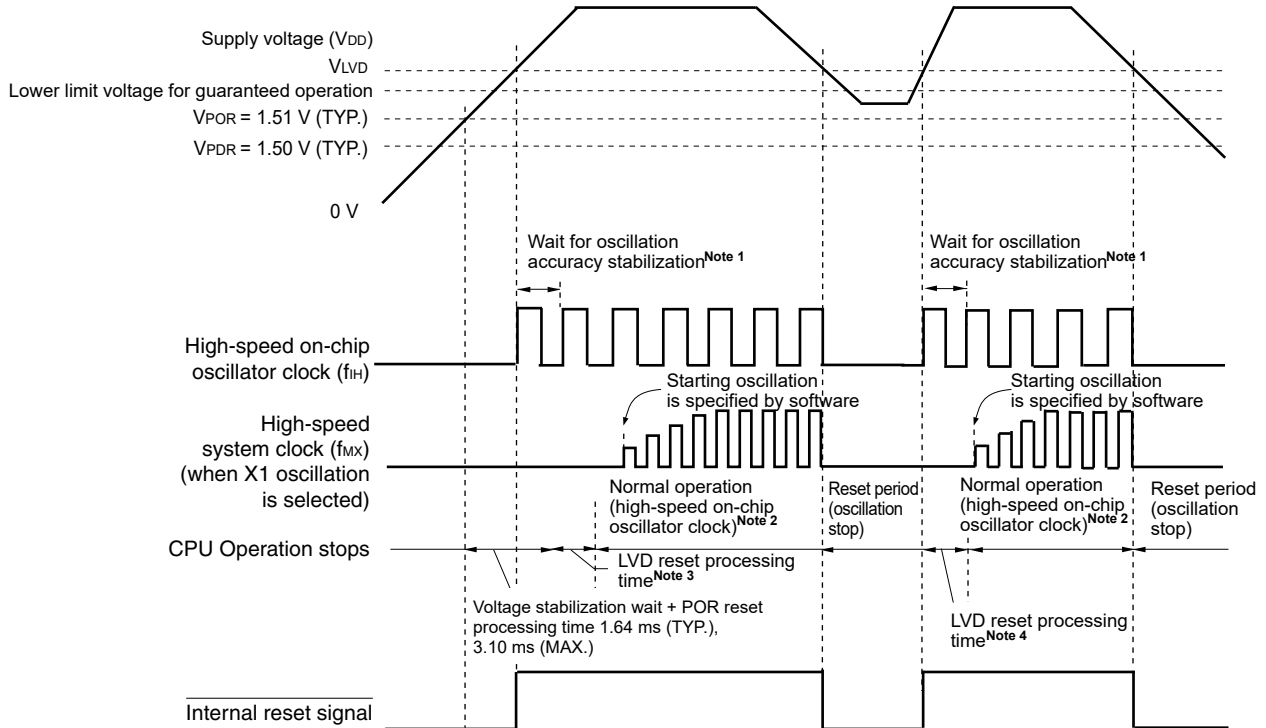 Supply voltage (VDD)
VLVD
Lower limit voltage for guaranteed operation
VPOR = 1.51 V (TYP.)
VPDR = 1.50 V (TYP.)
0 V
Wait for oscillation
accuracy stabilizationNote 1
Wait for oscillation
accuracy stabilizationNote 1
High-speed on-chip
oscillator clock (fIH)
Starting oscillation
is specified by software
Starting oscillation
is specified by software
High-speed
system clock (fMX)
(when X1 oscillation
is selected)
Normal operation
(high-speed on-chip
oscillator clock)Note 2
Reset period
(oscillation
stop)
Normal operation
(high-speed on-chip
oscillator clock)Note 2
Reset period
(oscillation
stop)
CPU Operation stops
LVD reset processing
timeNote 3
Voltage stabilization wait + POR reset
processing time 1.64 ms (TYP.),
3.10 ms (MAX.)
LVD reset processing
timeNote 4
Internal reset signal